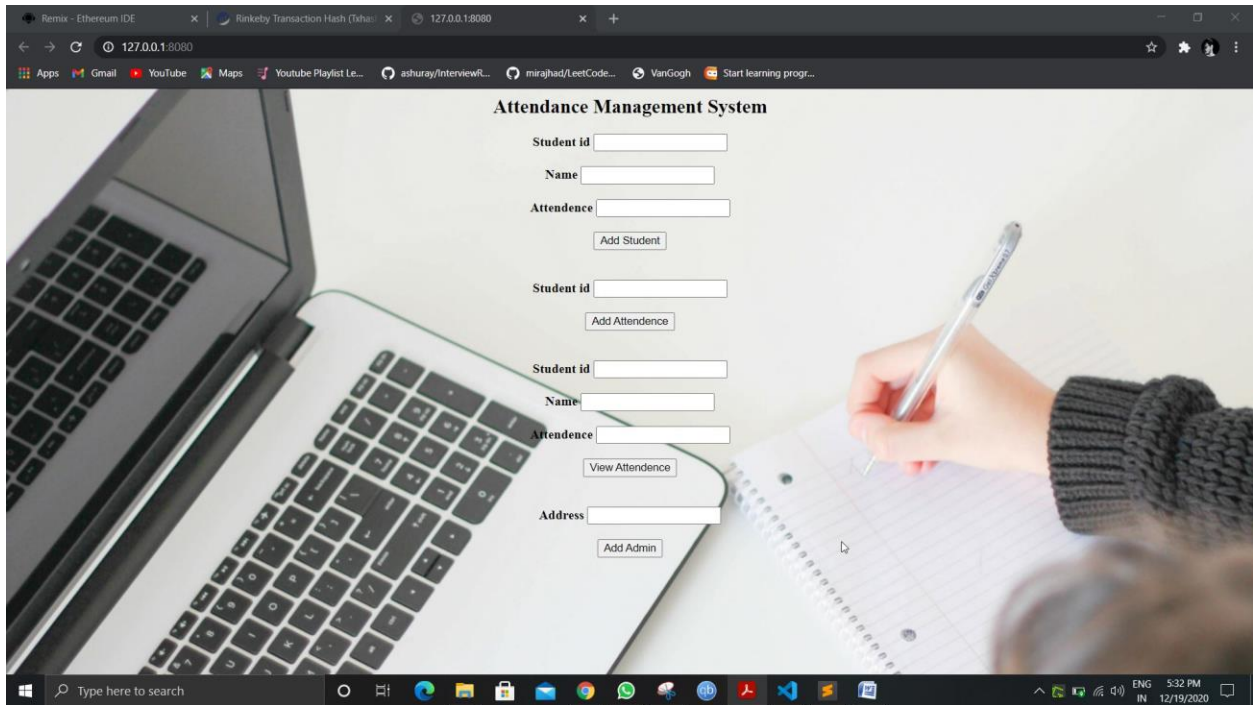 Remix - Ethereum IDE
Rinkeby Transaction Hash (Txhas
127.0.0.1:8080
127.0.0.1:8080
Apps
Gmail
YouTube
Maps
Youtube Playlist Le...
ashuray/InterviewR...
mirajhad/LeetCode...
VanGogh
Start learning progr...
Attendance Management System
Student id
Name
Attendence
Add Student
Student id
Add Attendence
Student id
Name
Attendence
View Attendence
Address
Add Admin
Type here to search
ENG
IN
5:32 PM
12/19/2020